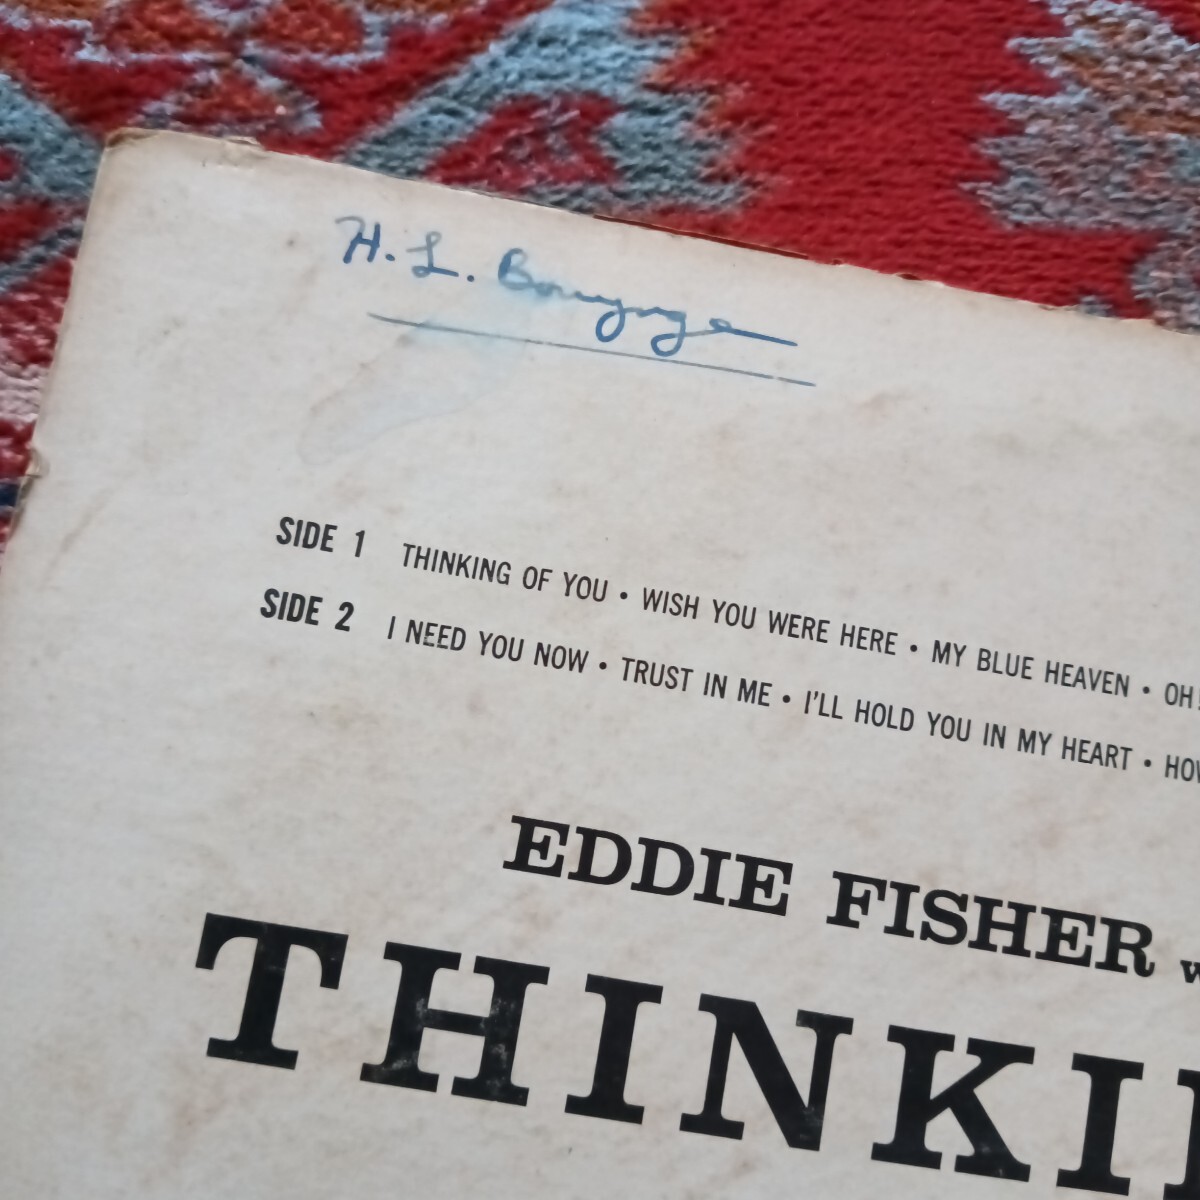 H. L.
SIDE 1 THINKING OF YOU • WISH YOU WERE HERE • MY BLUE HEAVEN • OH
SIDE 2 I NEED YOU NOW • TRUST IN ME • I'LL HOLD YOU IN MY HEART • HOW
EDDIE FISHER
THINKI